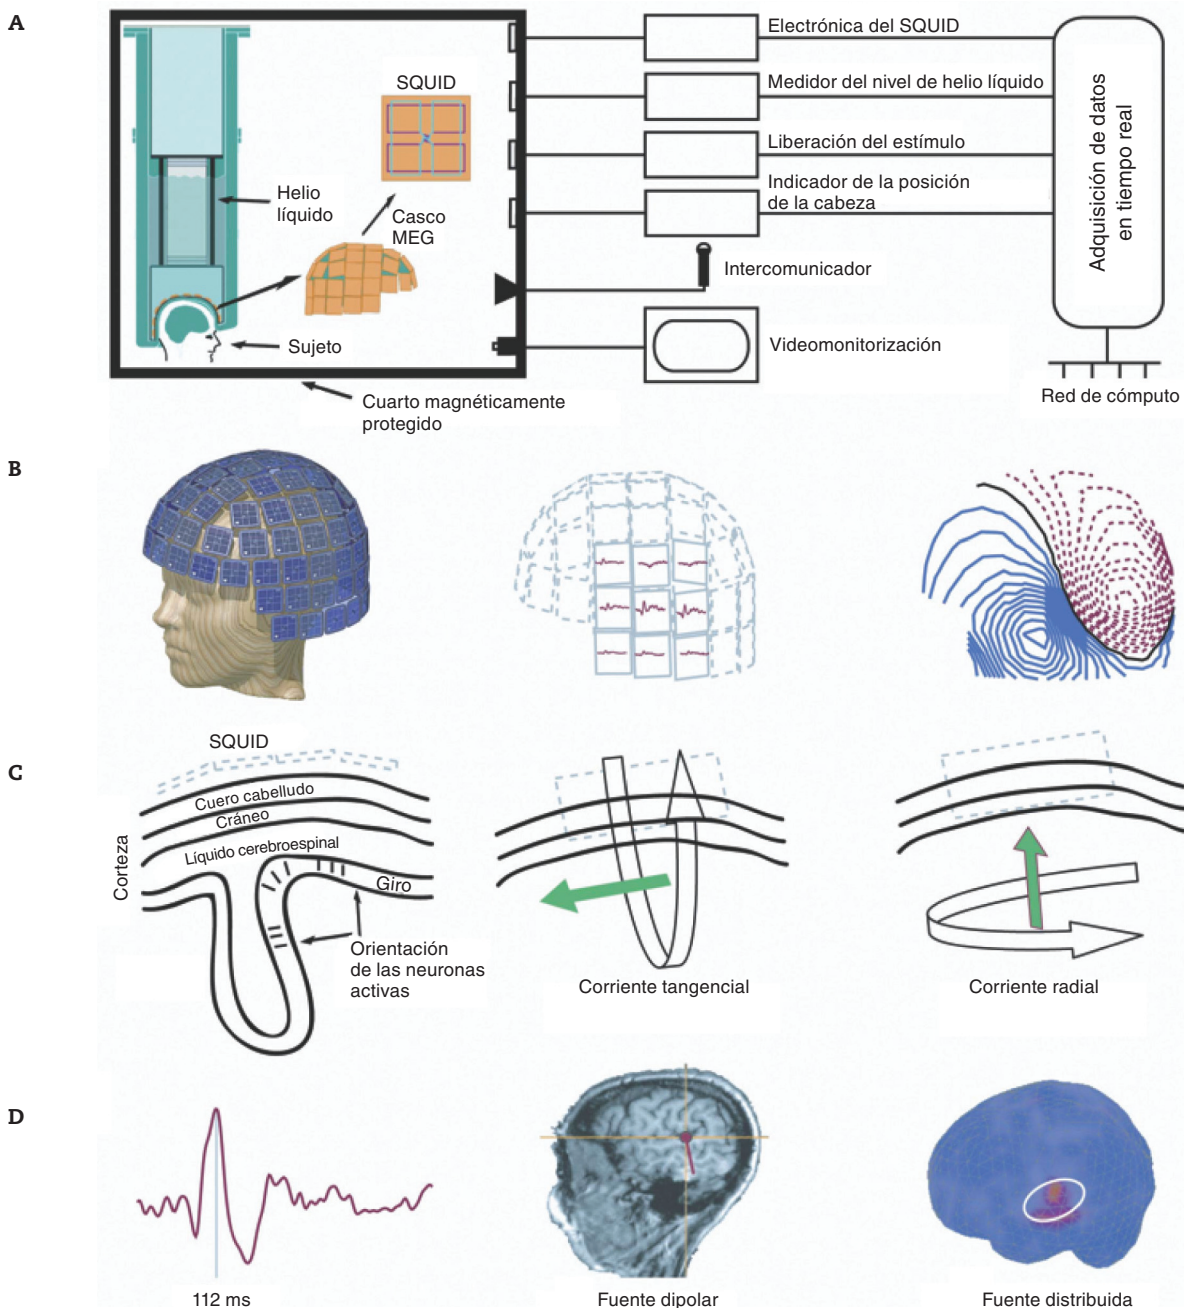 A
SQUID
Helio
líquido
Casco
MEG
Sujeto
Cuarto magnéticamente
protegido
Electrónica del SQUID
Medidor del nivel de helio líquido
Liberación del estímulo
Indicador de la posición
de la cabeza
Intercomunicador
Videomonitorización
Adquisición de datos
en tiempo real
Red de cómputo
B
C
SQUID
Cuero cabelludo
Cráneo
Líquido cerebroespinal
Corteza
Giro
Orientación
de las neuronas
activas
Corriente tangencial
Corriente radial
D
112 ms
Fuente dipolar
Fuente distribuida